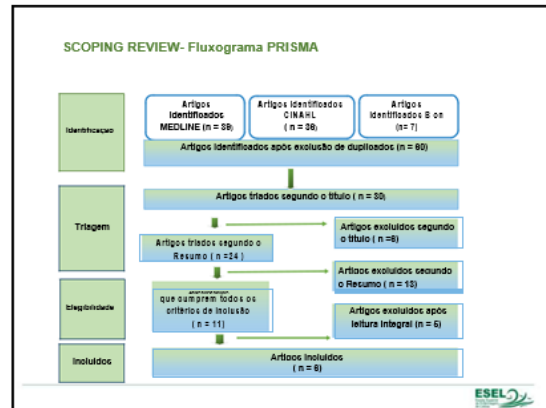 SCOPING REVIEW- Fluxograma PRISMA
Identificação
Artigos
Identificados
MEDLINE (n = 39)
Artigos Identificados
CINAHL
( n = 36)
Artigos
Identificados B on
(n= 7)
Artigos Identificados após exclusão de duplicados (n = 60)
Triagem
Artigos triados segundo o título ( n = 30)
Artigos excluídos segundo
o título ( n =6)
Artigos triados segundo o
Resumo ( n =24 )
Artigos excluídos segundo
o Resumo ( n = 13)
Elegibilidade
que cumprem todos os
critérios de inclusão
( n = 11)
Artigos excluídos após
leitura integral ( n = 5)
Incluídos
Artigos Incluídos
(n = 6)
ESEL